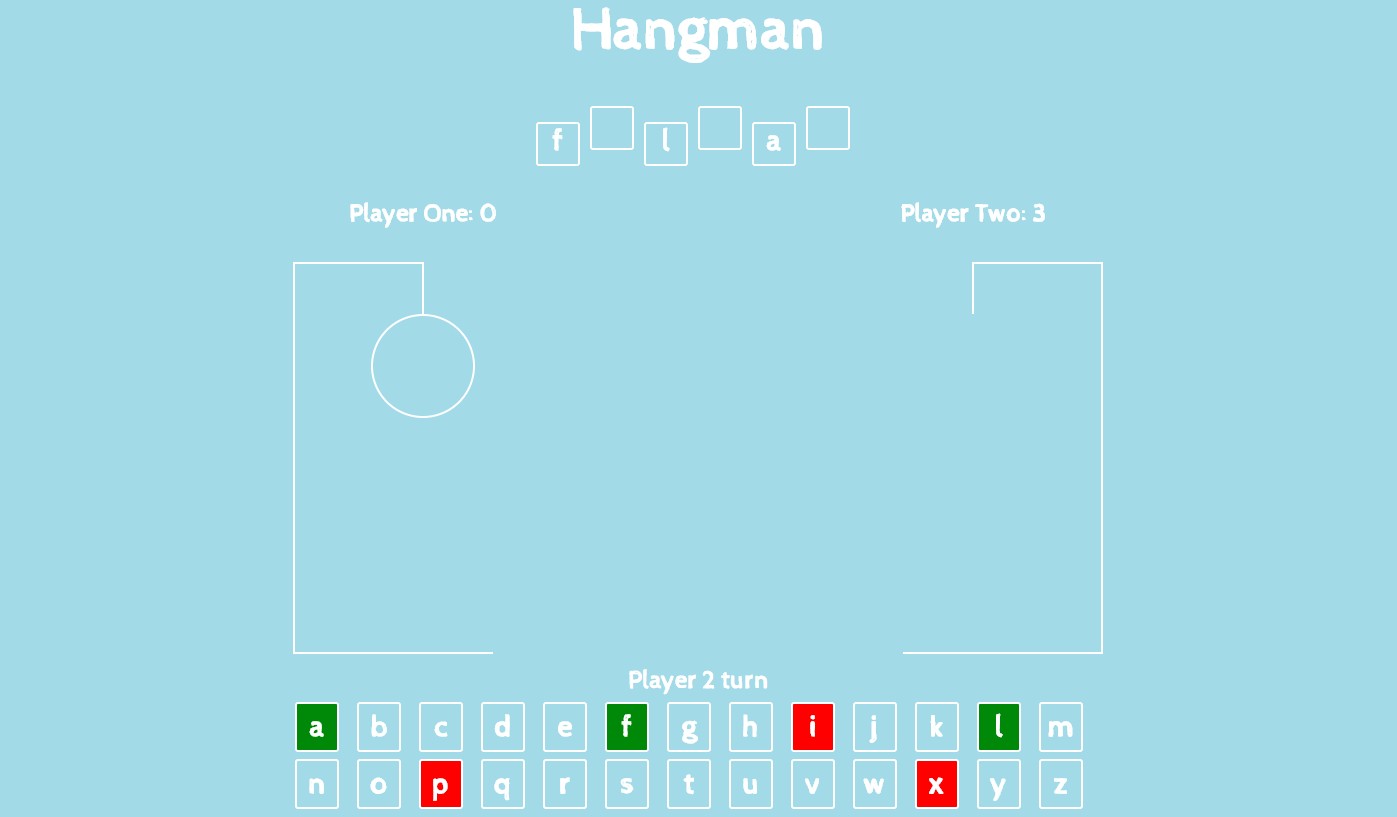 Hangman
f l a
Player One: 0 Player Two: 3
Player 2 turn
a b c d e f g h i j k l m
n o p q r s t u v w x y z